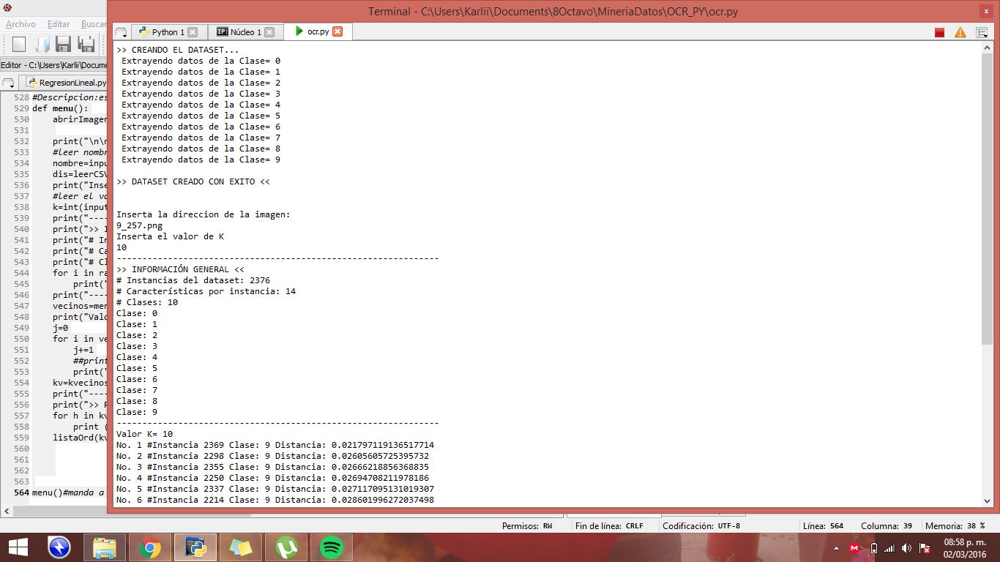 Terminal - C:\Users\Karlii\Documents\8Octavo\MineriaDatos\OCR_PY\ocr.py
Archivo Editar Buscar
Python 1 Núcleo 1 ocr.py
Editor - C:\Users\Karlii\Docume
RegresionLineal.py
528 #Descripcion:es
529 def menu():
530 abrirImagen
531
532 print("\n\n
533 #leer nombr
534 nombre=inpu
535 dis=leerCSV
536 print("Inse
537 #leer el va
538 k=int(input
539 print("----
540 print(">> I
541 print("# In
542 print("# Ca
543 print("# Cl
544 for i in ra
545 print("
546 print("----
547 vecinos=men
548 print("Valo
549 j=0
550 for i in ve
551 j+=1
552 ##print
553 print("
554 kv=kvecinos
555 print("----
556 print(">> R
557 for h in kv
558 print (
559 listaOrd(kv
560
561
562
563
564 menu()#manda a
>> CREANDO EL DATASET...
Extrayendo datos de la Clase= 0
Extrayendo datos de la Clase= 1
Extrayendo datos de la Clase= 2
Extrayendo datos de la Clase= 3
Extrayendo datos de la Clase= 4
Extrayendo datos de la Clase= 5
Extrayendo datos de la Clase= 6
Extrayendo datos de la Clase= 7
Extrayendo datos de la Clase= 8
Extrayendo datos de la Clase= 9
>> DATASET CREADO CON EXITO <<
Inserta la direccion de la imagen:
9_257.png
Inserta el valor de K
10
---------------------------------------------------------------
>> INFORMACIÓN GENERAL <<
# Instancias del dataset: 2376
# Características por instancia: 14
# Clases: 10
Clase: 0
Clase: 1
Clase: 2
Clase: 3
Clase: 4
Clase: 5
Clase: 6
Clase: 7
Clase: 8
Clase: 9
---------------------------------------------------------------
Valor K= 10
No. 1 #Instancia 2369 Clase: 9 Distancia: 0.021797119136517714
No. 2 #Instancia 2298 Clase: 9 Distancia: 0.02605605725395732
No. 3 #Instancia 2355 Clase: 9 Distancia: 0.02666218856368835
No. 4 #Instancia 2250 Clase: 9 Distancia: 0.02694708211978186
No. 5 #Instancia 2337 Clase: 9 Distancia: 0.027117095131019307
No. 6 #Instancia 2214 Clase: 9 Distancia: 0.028601996272037498
Permisos: RW Fin de línea: CRLF Codificación: UTF-8 Línea: 564 Columna: 39 Memoria: 38 %
08:58 p. m.
02/03/2016